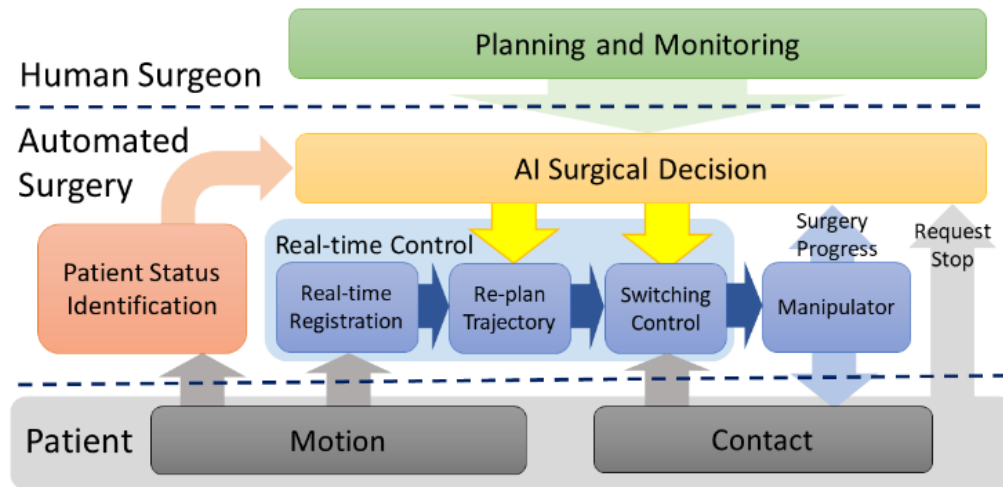 Planning and Monitoring
Human Surgeon
Automated
Surgery
AI Surgical Decision
Surgery
Progress
Request
Stop
Real-time Control
Patient Status
Identification
Real-time
Registration
Re-plan
Trajectory
Switching
Control
Manipulator
Patient
Motion
Contact